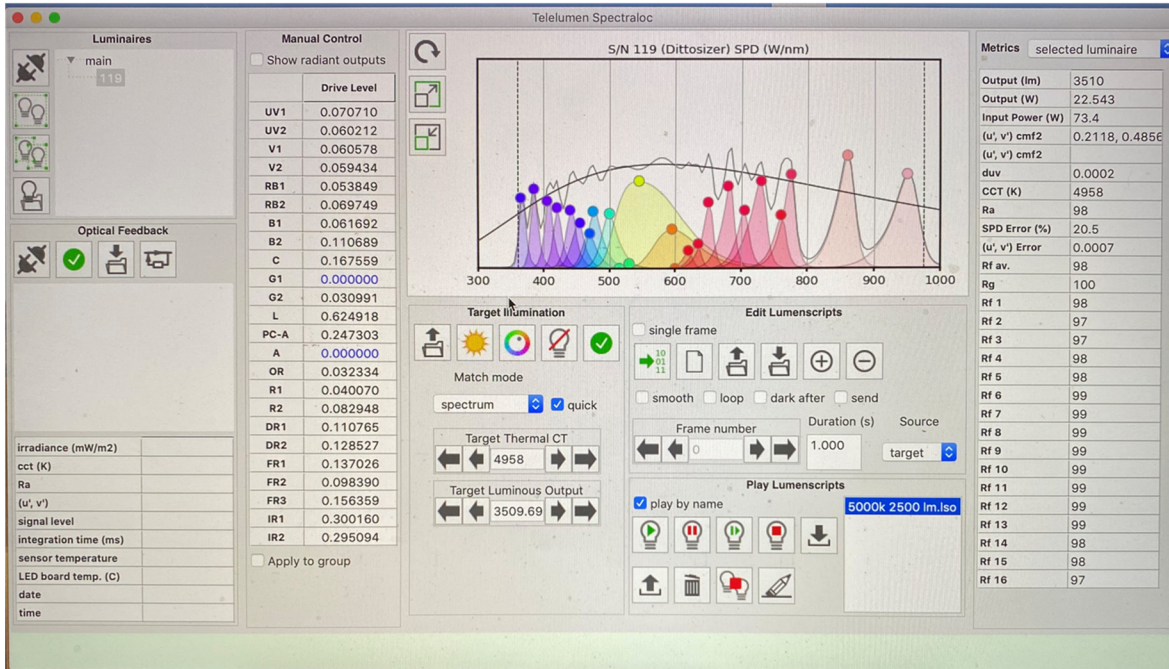 Telelumen Spectraloc
Luminaires
main
119
Optical Feedback
irradiance (mW/m2)
cct (K)
Ra
(u', v')
signal level
integration time (ms)
sensor temperature
LED board temp. (C)
date
time
Manual Control
Show radiant outputs
Drive Level
UV1 0.070710
UV2 0.060212
V1 0.060578
V2 0.059434
RB1 0.053849
RB2 0.069749
B1 0.061692
B2 0.110689
C 0.167559
G1 0.000000
G2 0.030991
L 0.624918
PC-A 0.247303
A 0.000000
OR 0.032334
R1 0.040070
R2 0.082948
DR1 0.110765
DR2 0.128527
FR1 0.137026
FR2 0.098390
FR3 0.156359
IR1 0.300160
IR2 0.295094
Apply to group
S/N 119 (Dittosizer) SPD (W/nm)
300 400 500 600 700 800 900 1000
Target Illumination
Match mode
spectrum quick
Target Thermal CT
4958
Target Luminous Output
3509.69
Edit Lumenscripts
single frame
10
01
11
smooth loop dark after send
Frame number
0
Duration (s)
1.000
Source
target
Play Lumenscripts
play by name
5000k 2500 lm.lso
Metrics selected luminaire
Output (lm) 3510
Output (W) 22.543
Input Power (W) 73.4
(u', v') cmf2 0.2118, 0.4856
(u', v') cmf2
duv 0.0002
CCT (K) 4958
Ra 98
SPD Error (%) 20.5
(u', v') Error 0.0007
Rf av. 98
Rg 100
Rf 1 98
Rf 2 97
Rf 3 97
Rf 4 98
Rf 5 98
Rf 6 99
Rf 7 99
Rf 8 99
Rf 9 99
Rf 10 99
Rf 11 99
Rf 12 99
Rf 13 99
Rf 14 98
Rf 15 98
Rf 16 97